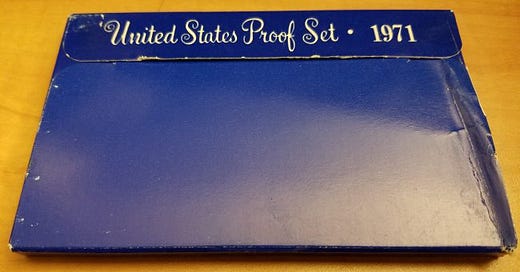 United States Proof Set • 1971